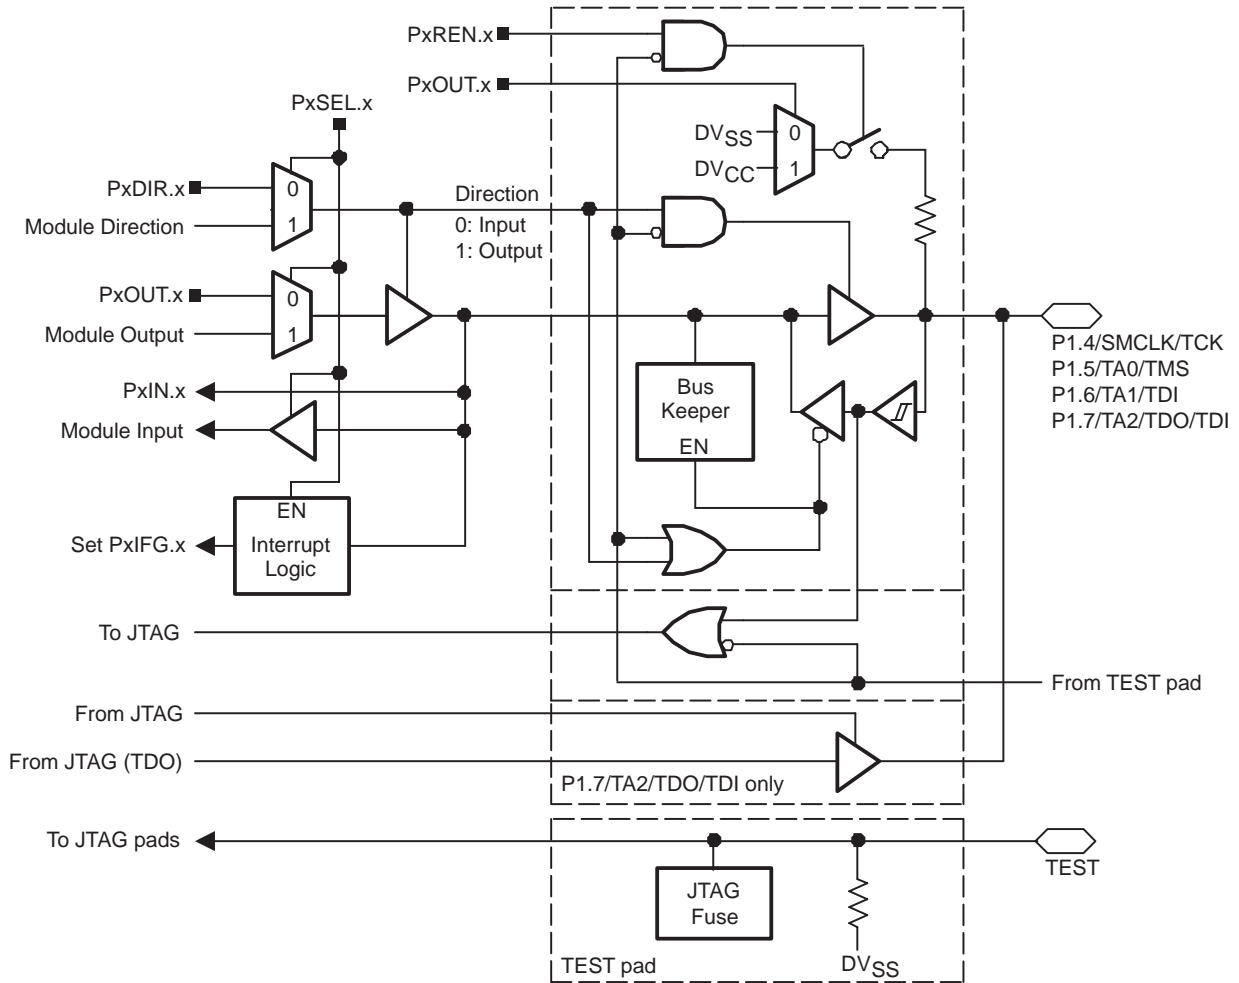 PxREN.x
PxOUT.x
PxSEL.x
DVSS
0
DVCC
1
PxDIR.x
0
Module Direction
1
Direction
0: Input
1: Output
PxOUT.x
0
Module Output
1
P1.4/SMCLK/TCK
P1.5/TA0/TMS
P1.6/TA1/TDI
P1.7/TA2/TDO/TDI
PxIN.x
Module Input
Bus
Keeper
EN
EN
Set PxIFG.x
Interrupt
Logic
To JTAG
From TEST pad
From JTAG
From JTAG (TDO)
P1.7/TA2/TDO/TDI only
To JTAG pads
TEST
JTAG
Fuse
DVSS
TEST pad